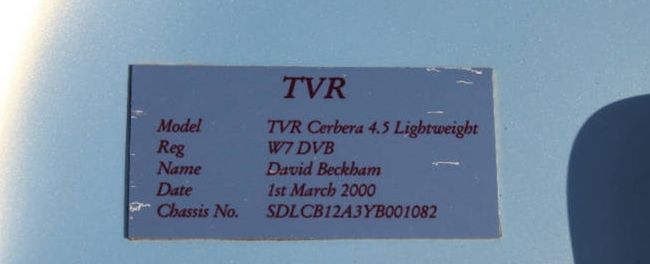 TVR
Model TVR Cerbera 4.5 Lightweight
Reg W7 DVB
Name David Beckham
Date 1st March 2000
Chassis No. SDLCB12A3YB001082